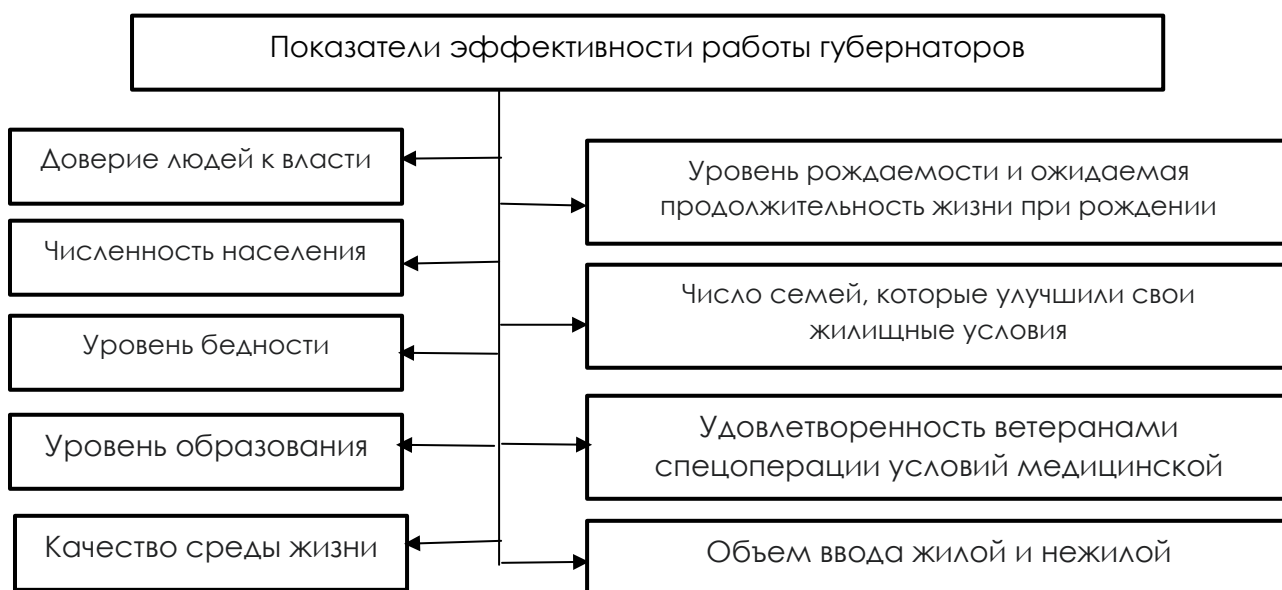 Показатели эффективности работы губернаторов
Доверие людей к власти
Численность населения
Уровень бедности
Уровень образования
Качество среды жизни
Уровень рождаемости и ожидаемая
продолжительность жизни при рождении
Число семей, которые улучшили свои
жилищные условия
Удовлетворенность ветеранами
спецоперации условий медицинской
Объем ввода жилой и нежилой